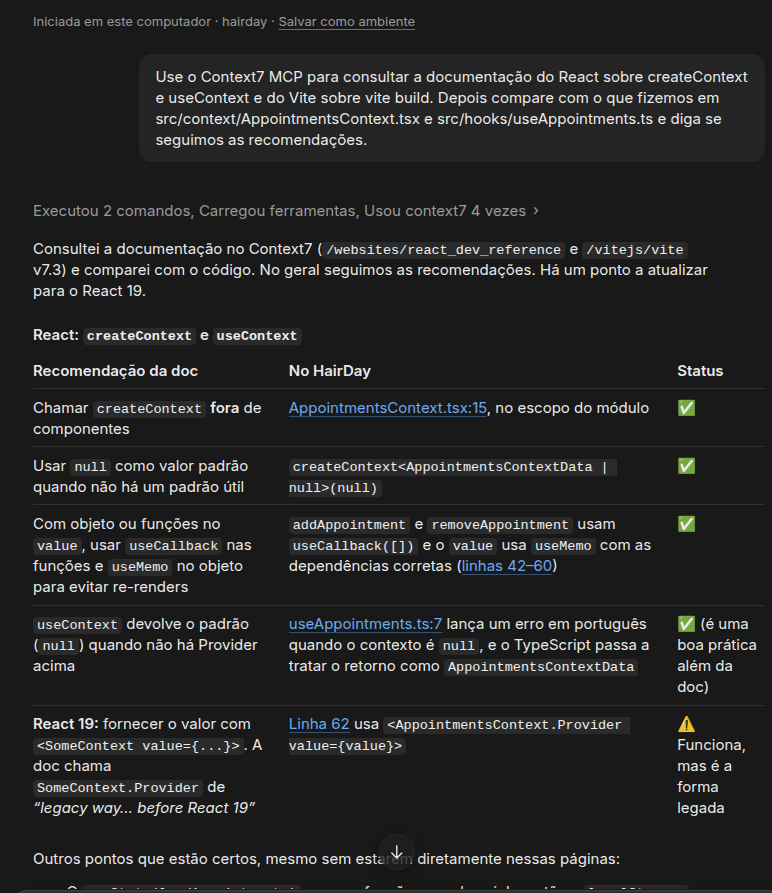 Iniciada em este computador · hairday · Salvar como ambiente
Use o Context7 MCP para consultar a documentação do React sobre createContext
e useContext e do Vite sobre vite build. Depois compare com o que fizemos em
src/context/AppointmentsContext.tsx e src/hooks/useAppointments.ts e diga se
seguimos as recomendações.
Executou 2 comandos, Carregou ferramentas, Usou context7 4 vezes >
Consultei a documentação no Context7 (/websites/react_dev_reference e /vitejs/vite
v7.3) e comparei com o código. No geral seguimos as recomendações. Há um ponto a atualizar
para o React 19.
React: createContext e useContext
Recomendação da doc No HairDay Status
Chamar createContext fora de
componentes
AppointmentsContext.tsx:15, no escopo do módulo
✅
Usar null como valor padrão
quando não há um padrão útil
createContext<AppointmentsContextData |
null>(null)
✅
Com objeto ou funções no
value, usar useCallback nas
funções e useMemo no objeto
para evitar re-renders
addAppointment e removeAppointment usam
useCallback([]) e o value usa useMemo com as
dependências corretas (linhas 42–60)
✅
useContext devolve o padrão
(null) quando não há Provider
acima
useAppointments.ts:7 lança um erro em português
quando o contexto é null, e o TypeScript passa a
tratar o retorno como AppointmentsContextData
✅ (é uma
boa prática
além da
doc)
React 19: fornecer o valor com
<SomeContext value={...}>. A
doc chama
SomeContext.Provider de
“legacy way... before React 19”
Linha 62 usa <AppointmentsContext.Provider
value={value}>
⚠️
Funciona,
mas é a
forma
legada
Outros pontos que estão certos, mesmo sem estarem diretamente nessas páginas: